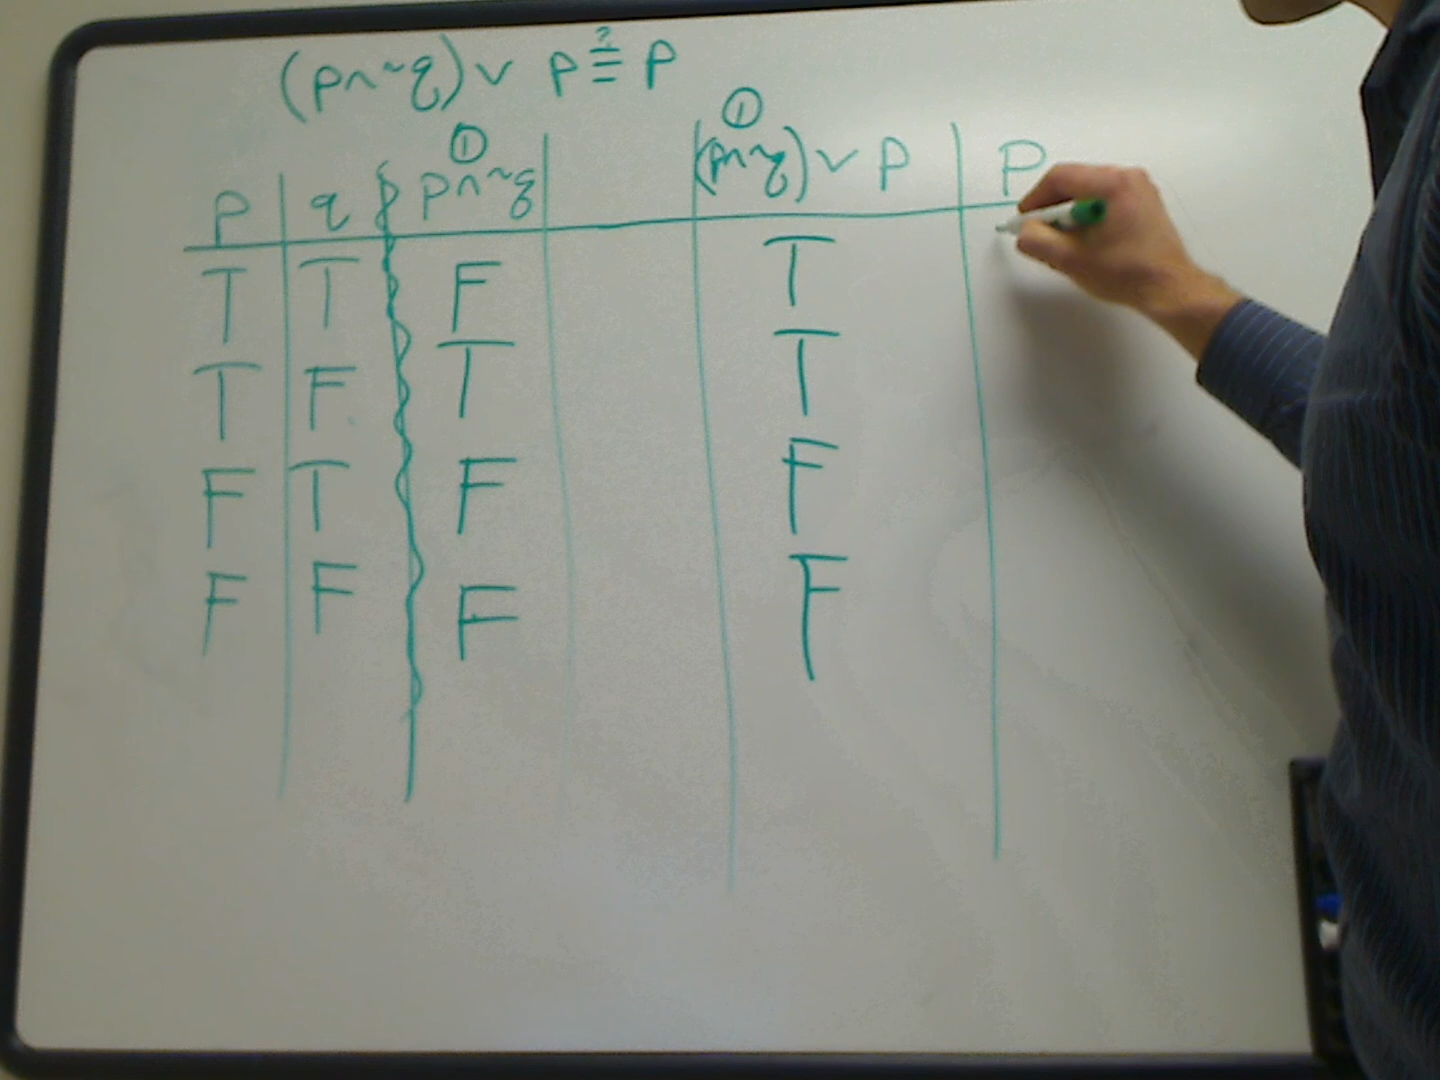 (p∧~q)∨ p ≟ p
① ①
p q p∧~q (p∧~q)∨ p p
T T F T
T F T T
F T F F
F F F F